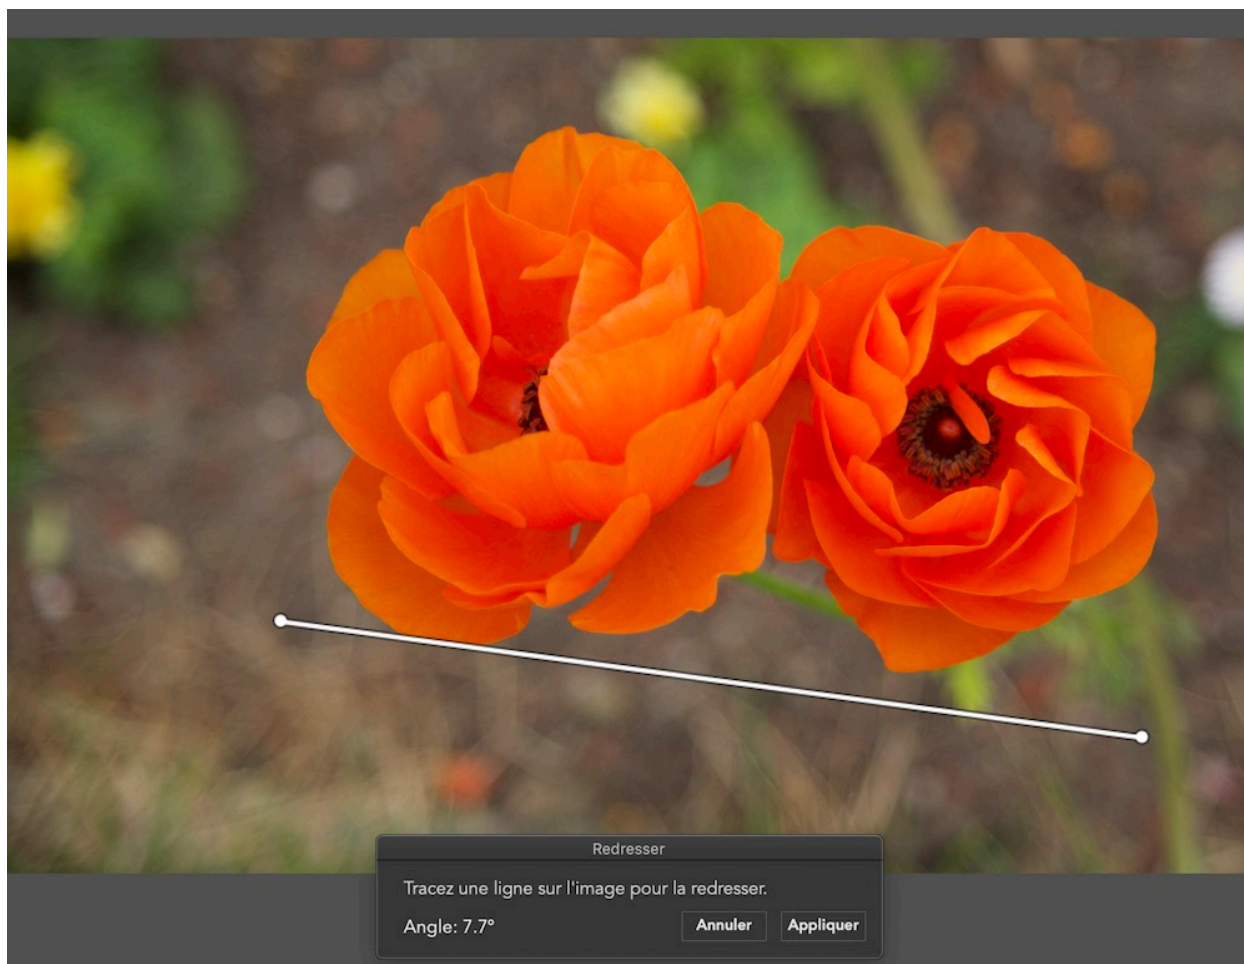 Redresser
Tracez une ligne sur l'image pour la redresser.
Angle: 7.7°
Annuler
Appliquer